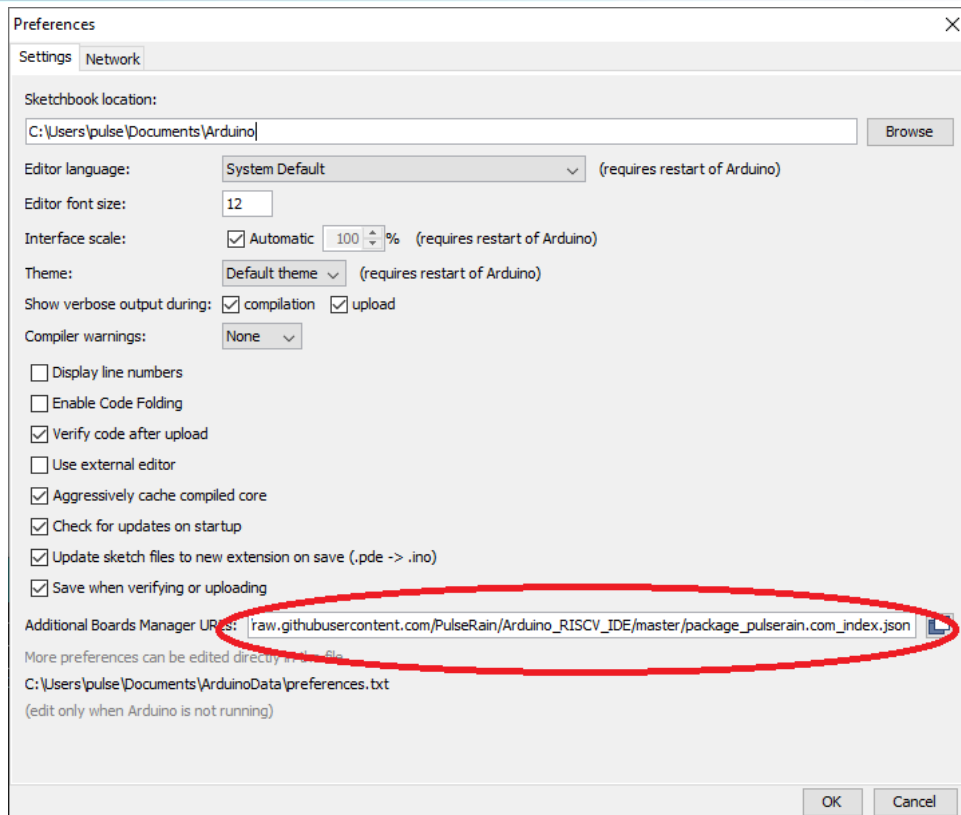 Preferences
Settings Network
Sketchbook location:
C:\Users\pulse\Documents\Arduino Browse
Editor language: System Default (requires restart of Arduino)
Editor font size: 12
Interface scale: Automatic 100 % (requires restart of Arduino)
Theme: Default theme (requires restart of Arduino)
Show verbose output during: compilation upload
Compiler warnings: None
Display line numbers
Enable Code Folding
Verify code after upload
Use external editor
Aggressively cache compiled core
Check for updates on startup
Update sketch files to new extension on save (.pde -> .ino)
Save when verifying or uploading
Additional Boards Manager URLs: raw.githubusercontent.com/PulseRain/Arduino_RISCV_IDE/master/package_pulserain.com_index.json
More preferences can be edited directly in the file
C:\Users\pulse\Documents\ArduinoData\preferences.txt
(edit only when Arduino is not running)
OK Cancel